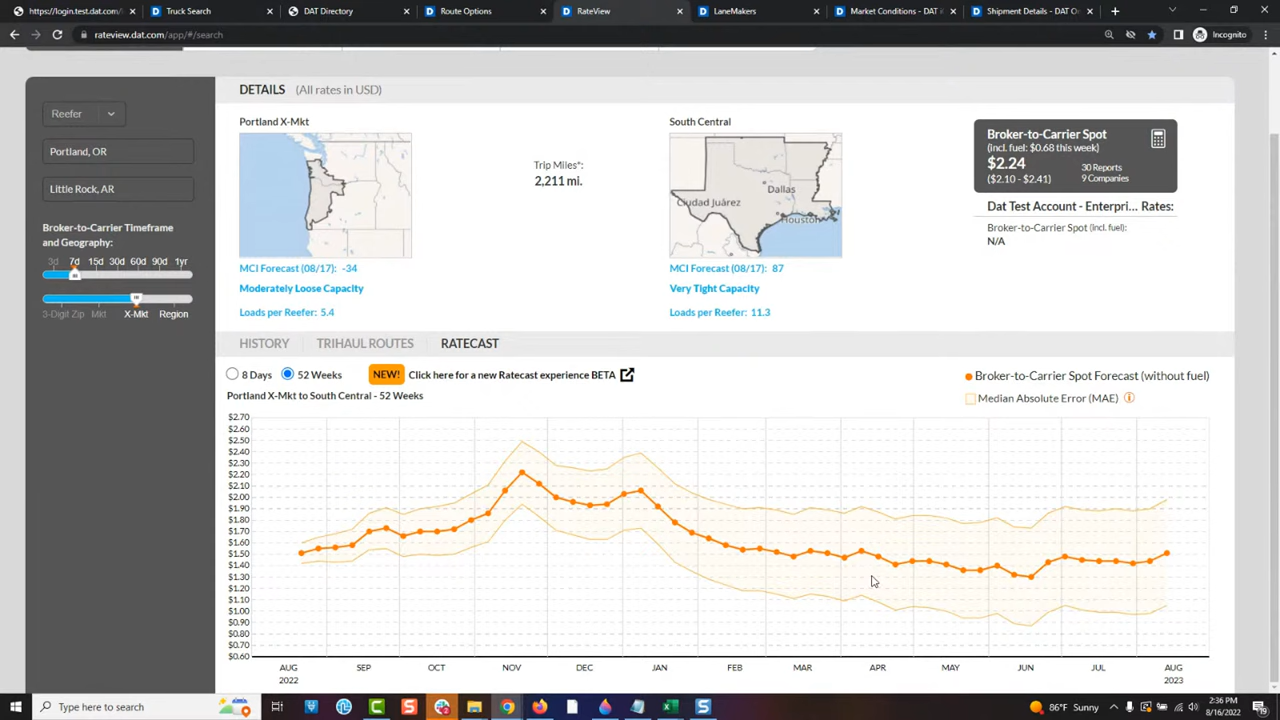 https://login.test.dat.com/
Truck Search
DAT Directory
Route Options
RateView
LaneMakers
Market Conditions - DAT i
Shipment Details - DAT On
rateview.dat.com/app/#/search
Incognito
Reefer
Portland, OR
Little Rock, AR
Broker-to-Carrier Timeframe
and Geography:
3d 7d 15d 30d 60d 90d 1yr
3-Digit Zip Mkt X-Mkt Region
DETAILS (All rates in USD)
Portland X-Mkt
Trip Miles*:
2,211 mi.
MCI Forecast (08/17): -34
Moderately Loose Capacity
Loads per Reefer: 5.4
South Central
Dallas
Ciudad Juárez
Houston
MCI Forecast (08/17): 87
Very Tight Capacity
Loads per Reefer: 11.3
Broker-to-Carrier Spot
(incl. fuel: $0.68 this week)
$2.24 30 Reports
($2.10 - $2.41) 9 Companies
Dat Test Account - Enterpri... Rates:
Broker-to-Carrier Spot (incl. fuel):
N/A
HISTORY TRIHAUL ROUTES RATECAST
8 Days 52 Weeks NEW! Click here for a new Ratecast experience BETA
Broker-to-Carrier Spot Forecast (without fuel)
Median Absolute Error (MAE)
Portland X-Mkt to South Central - 52 Weeks
$2.70
$2.60
$2.50
$2.40
$2.30
$2.20
$2.10
$2.00
$1.90
$1.80
$1.70
$1.60
$1.50
$1.40
$1.30
$1.20
$1.10
$1.00
$0.90
$0.80
$0.70
$0.60
AUG SEP OCT NOV DEC JAN FEB MAR APR MAY JUN JUL AUG
2022 2023
Type here to search
86°F Sunny
2:36 PM
8/16/2022